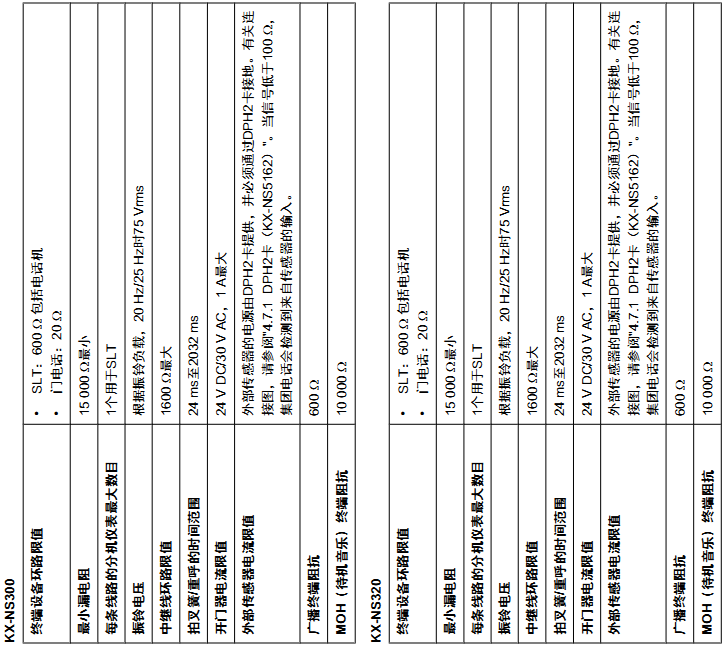 KX-NS300
终端设备环路限值
• SLT：600 Ω 包括电话机
• 门电话：20 Ω
最小漏电阻
15 000 Ω最小
每条线路的分机仪表最大数目
1个用于SLT
振铃电压
根据振铃负载，20 Hz/25 Hz时75 Vrms
中继线环路限值
1600 Ω最大
拍叉簧/重呼的时间范围
24 ms至2032 ms
开门器电流限值
24 V DC/30 V AC，1 A最大
外部传感器电流限值
外部传感器的电源由DPH2卡提供，并必须通过DPH2卡接地。有关连
接图，请参阅"4.7.1 DPH2卡（KX-NS5162）"。当信号低于100 Ω，
集团电话会检测到来自传感器的输入。
广播终端阻抗
600 Ω
MOH（待机音乐）终端阻抗
10 000 Ω
KX-NS320
终端设备环路限值
• SLT：600 Ω 包括电话机
• 门电话：20 Ω
最小漏电阻
15 000 Ω最小
每条线路的分机仪表最大数目
1个用于SLT
振铃电压
根据振铃负载，20 Hz/25 Hz时75 Vrms
中继线环路限值
1600 Ω最大
拍叉簧/重呼的时间范围
24 ms至2032 ms
开门器电流限值
24 V DC/30 V AC，1 A最大
外部传感器电流限值
外部传感器的电源由DPH2卡提供，并必须通过DPH2卡接地。有关连
接图，请参阅"4.7.1 DPH2卡（KX-NS5162）"。当信号低于100 Ω，
集团电话会检测到来自传感器的输入。
广播终端阻抗
600 Ω
MOH（待机音乐）终端阻抗
10 000 Ω